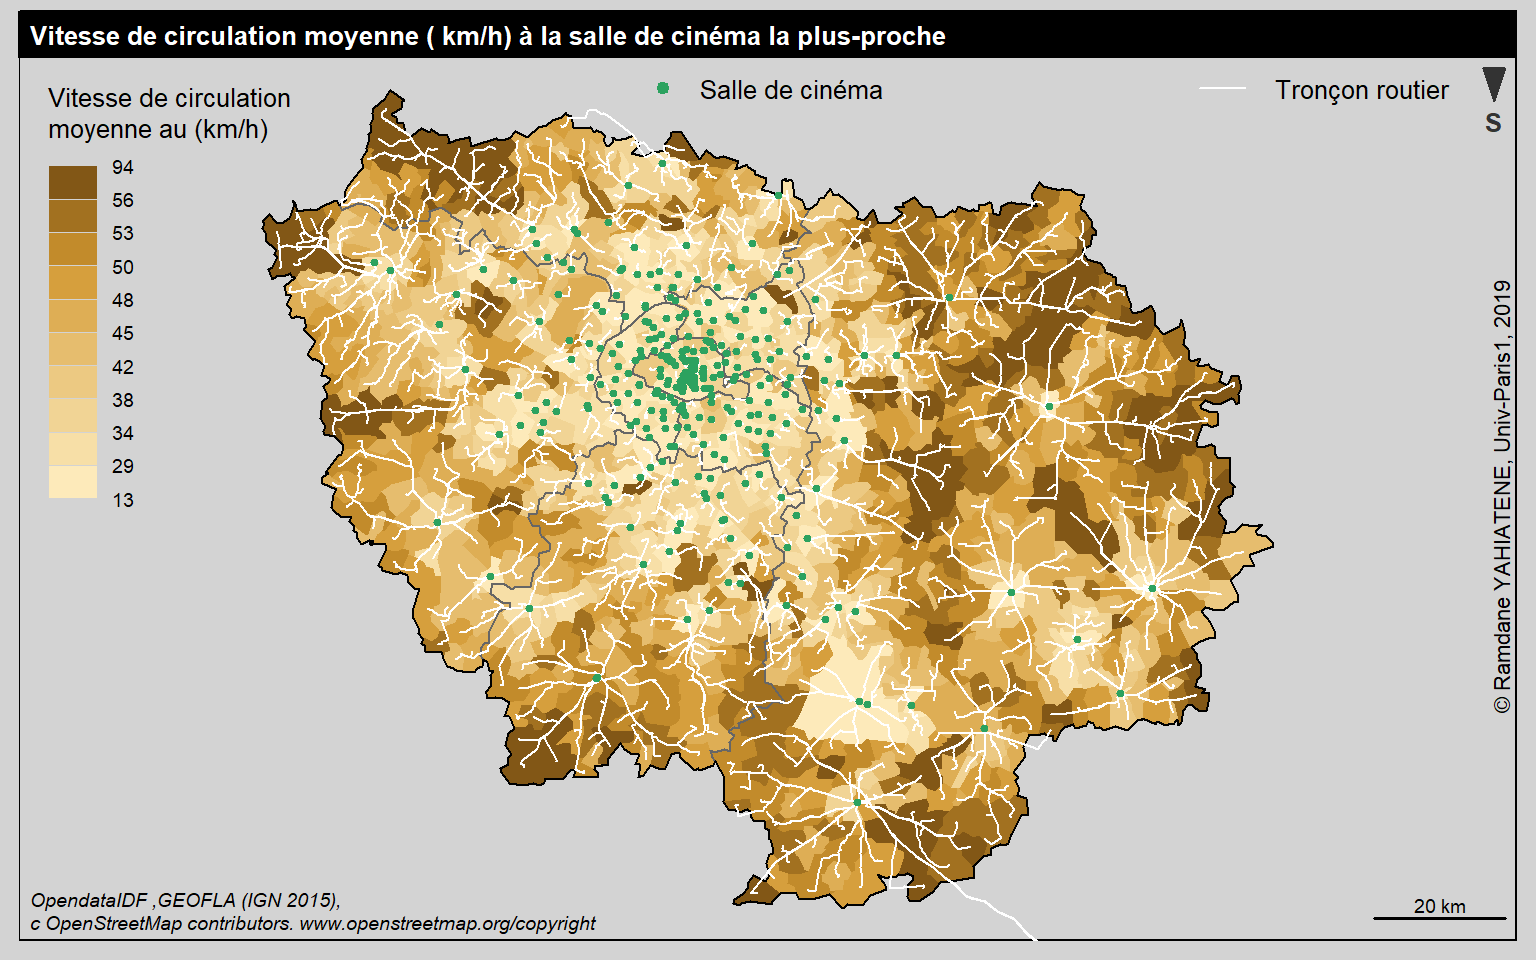 Vitesse de circulation moyenne ( km/h) à la salle de cinéma la plus-proche
Vitesse de circulation
moyenne au (km/h)
Salle de cinéma
Tronçon routier
S
94
56
53
50
48
45
42
38
34
29
13
© Ramdane YAHIATENE, Univ-Paris1, 2019
OpendataIDF ,GEOFLA (IGN 2015),
c OpenStreetMap contributors. www.openstreetmap.org/copyright
20 km